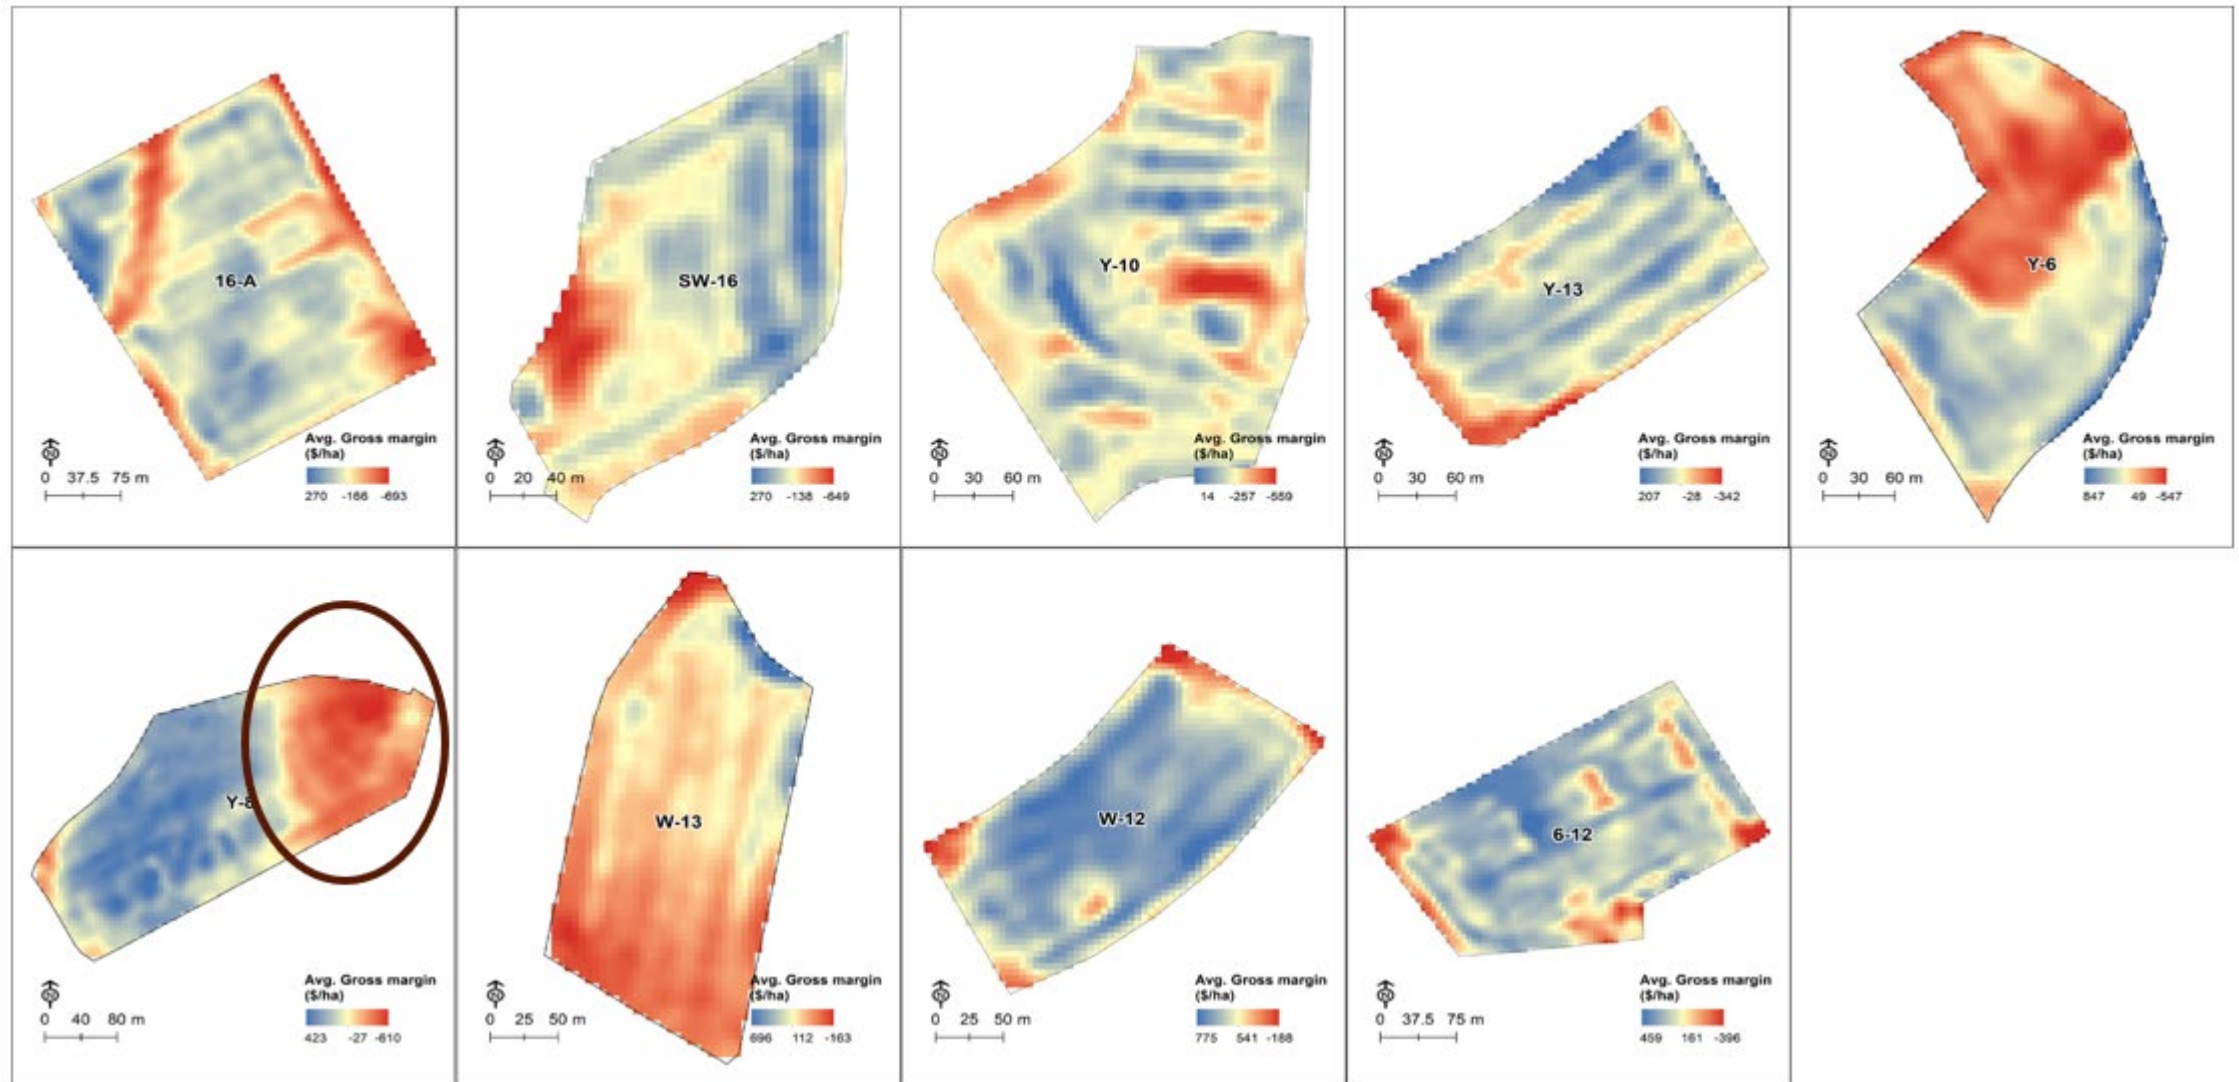 16-A
Avg. Gross margin
($/ha)
0 37.5 75 m
270 -166 -693
SW-16
Avg. Gross margin
($/ha)
0 20 40 m
270 -138 -649
Y-10
Avg. Gross margin
($/ha)
0 30 60 m
14 -257 -559
Y-13
Avg. Gross margin
($/ha)
0 30 60 m
207 -28 -342
Y-6
Avg. Gross margin
($/ha)
0 30 60 m
847 49 -547
Y-8
Avg. Gross margin
($/ha)
0 40 80 m
423 -27 -610
W-13
Avg. Gross margin
($/ha)
0 25 50 m
696 112 -163
W-12
Avg. Gross margin
($/ha)
0 25 50 m
775 541 -188
6-12
Avg. Gross margin
($/ha)
0 37.5 75 m
459 161 -396